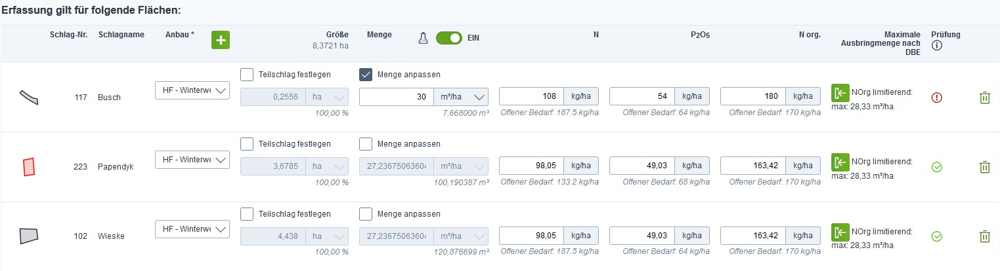 Erfassung gilt für folgende Flächen:
Schlag-Nr. Schlagname Anbau * Größe Menge EIN N P2O5 N org. Maximale Ausbringmenge nach DBE Prüfung
8,3721 ha
Teilschlag festlegen Menge anpassen
117 Busch HF - Winterwe 0,2556 ha 30 m³/ha 108 kg/ha 54 kg/ha 180 kg/ha NOrg limitierend:
max: 28,33 m³/ha
100,00 % 7,668000 m³ Offener Bedarf: 187.5 kg/ha Offener Bedarf: 64 kg/ha Offener Bedarf: 170 kg/ha
Teilschlag festlegen Menge anpassen
223 Papendyk HF - Winterwe 3,6785 ha 27,2367506360 m³/ha 98,05 kg/ha 49,03 kg/ha 163,42 kg/ha NOrg limitierend:
max: 28,33 m³/ha
100,00 % 100,190387 m³ Offener Bedarf: 133.2 kg/ha Offener Bedarf: 68 kg/ha Offener Bedarf: 170 kg/ha
Teilschlag festlegen Menge anpassen
102 Wieske HF - Winterwe 4,438 ha 27,2367506360 m³/ha 98,05 kg/ha 49,03 kg/ha 163,42 kg/ha NOrg limitierend:
max: 28,33 m³/ha
100,00 % 120,876699 m³ Offener Bedarf: 187.5 kg/ha Offener Bedarf: 64 kg/ha Offener Bedarf: 170 kg/ha